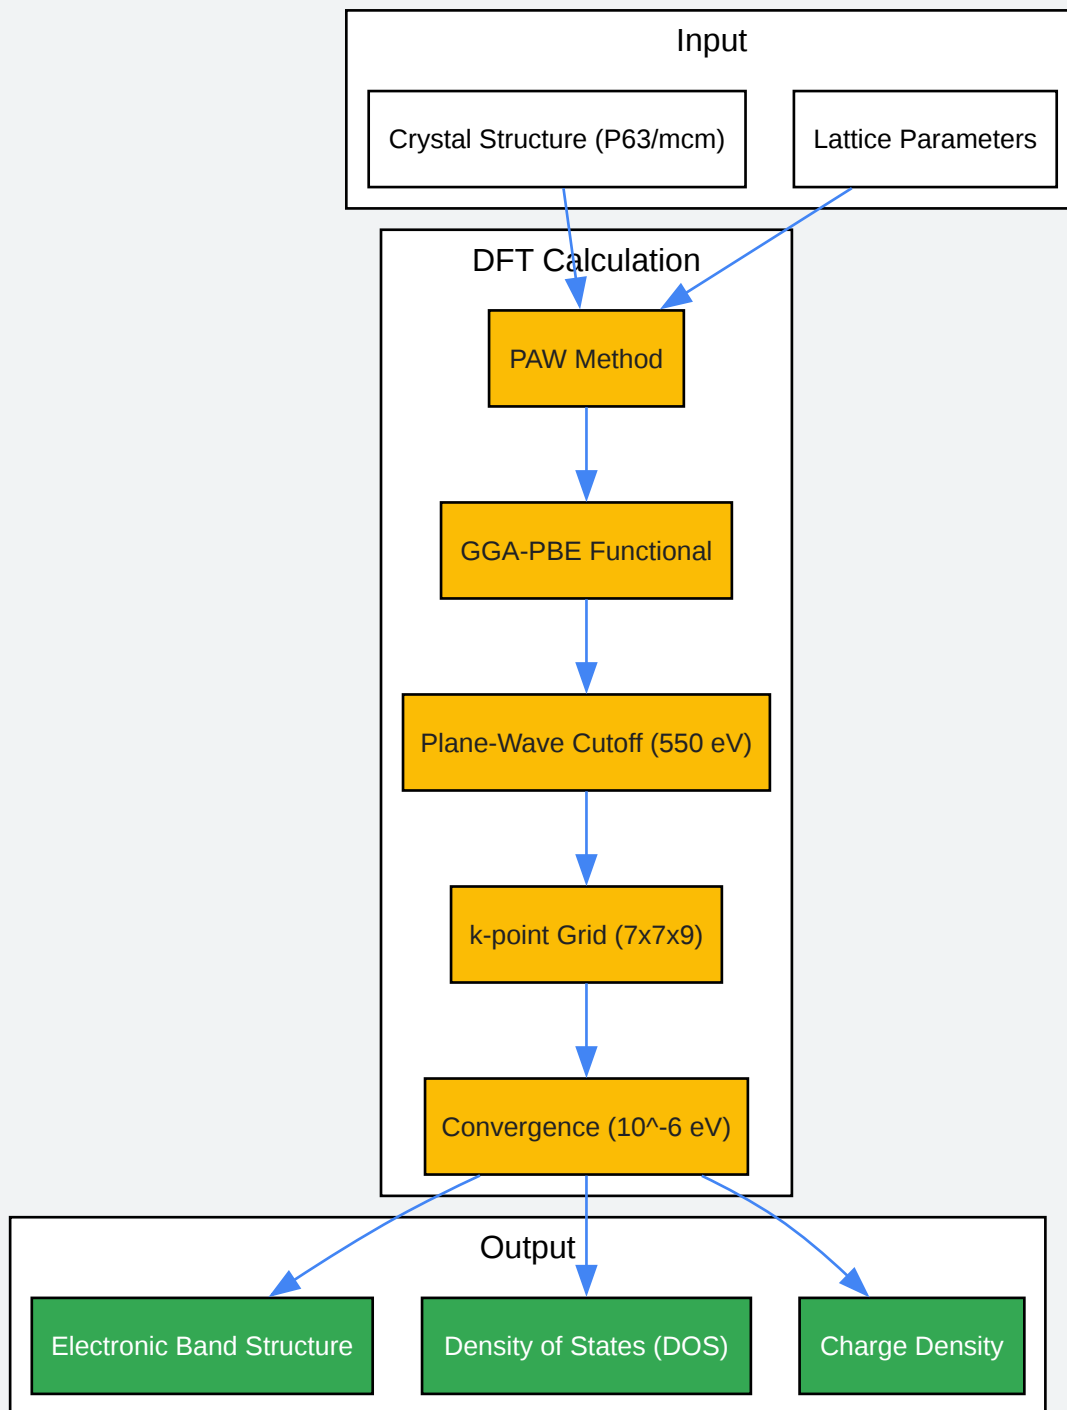 Input
Crystal Structure (P63/mcm)
Lattice Parameters
DFT Calculation
PAW Method
GGA-PBE Functional
Plane-Wave Cutoff (550 eV)
k-point Grid (7x7x9)
Convergence (10^-6 eV)
Output
Electronic Band Structure
Density of States (DOS)
Charge Density